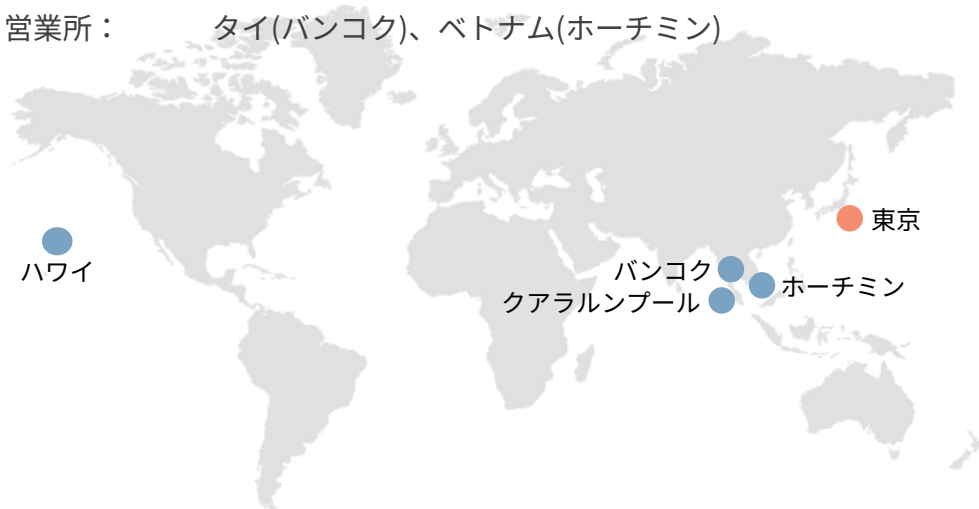 営業所： タイ(バンコク)、ベトナム(ホーチミン)
東京
ハワイ
バンコク
ホーチミン
クアラルンプール